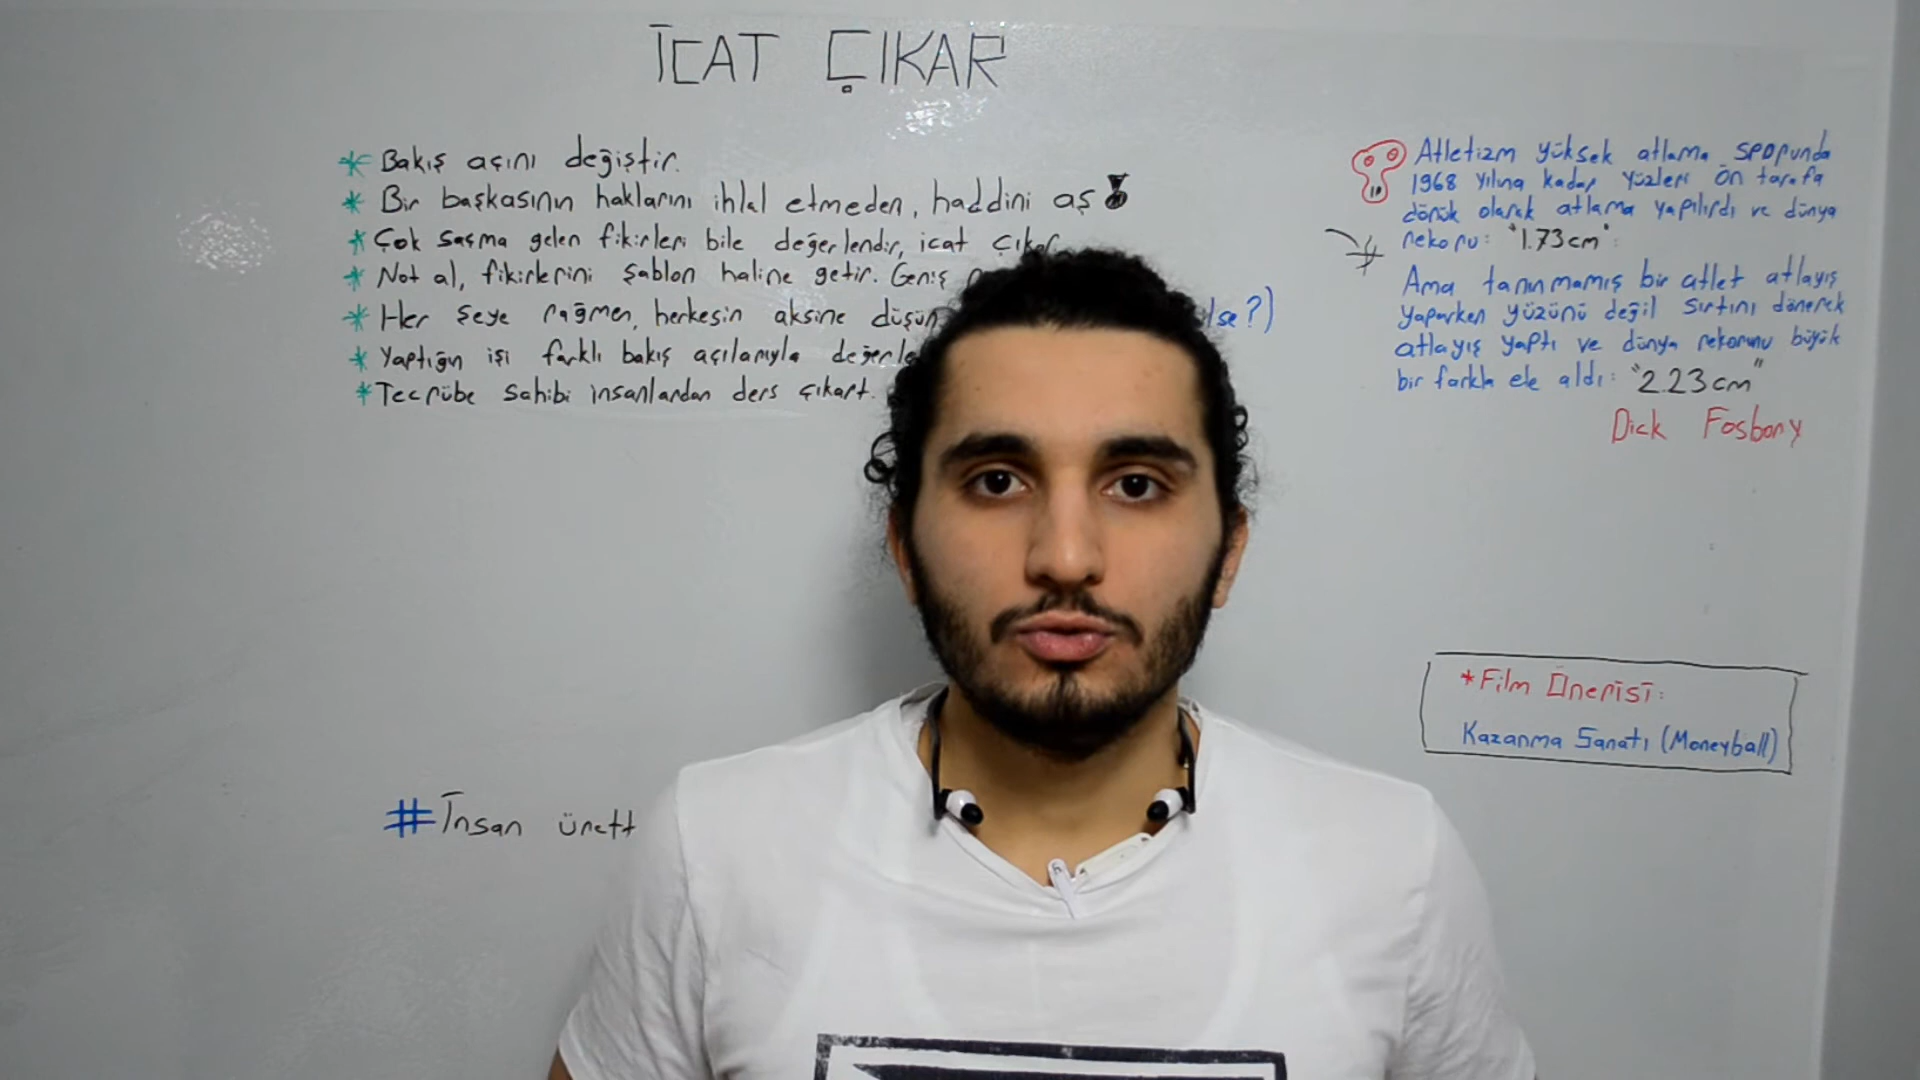 İCAT ÇIKAR
* Bakış açını değiştir.
* Bir başkasının haklarını ihlal etmeden, haddini aş
* Çok saçma gelen fikirleri bile değerlendir, icat çıkar
* Not al, fikirlerini şablon haline getir. Geniş
* Her şeye rağmen, herkesin aksine düşün
* Yaptığın işi farklı bakış açılarıyla
* Tecrübe sahibi insanlardan ders çıkart.
Atletizm yüksek atlama sporunda
1968 yılına kadar yüzleri ön tarafa
dönük olarak atlama yapılırdı ve dünya
rekoru: "1.73cm"
Ama tanınmamış bir atlet atlayış
yaparken yüzünü değil sırtını dönerek
atlayış yaptı ve dünya rekorunu büyük
bir farkla ele aldı: "2.23cm"
Dick Fosbory
*Film Önerisi:
Kazanma Sanatı (Moneyball)
#İnsan